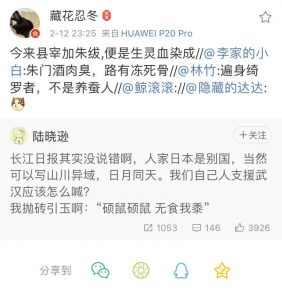 藏花忍冬
2-12 23:25 来自 HUAWEI P20 Pro
今来县宰加朱绂,便是生灵血染成//@李家的小
白:朱门酒肉臭，路有冻死骨//@林竹:遍身绮
罗者，不是养蚕人//@鲸滚滚://@隐藏的达达:
陆晓逊
+关注
长江日报其实没说错啊，人家日本是别国，当然
可以写山川异域，日月同天。我们自己人支援武
汉应该怎么喊？
我抛砖引玉啊：“硕鼠硕鼠 无食我黍”
1053 146 3926
分享到